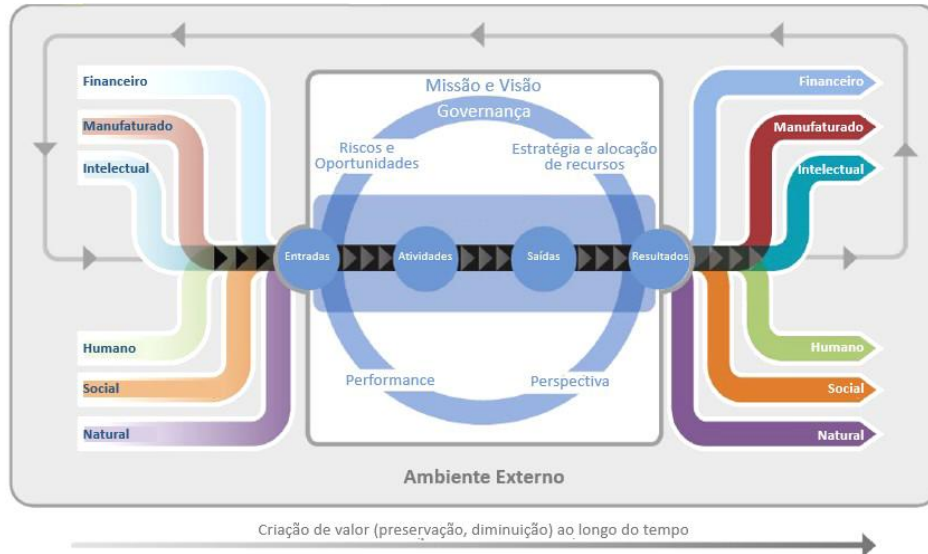 Financeiro
Manufaturado
Intelectual
Humano
Social
Natural
Missão e Visão
Governança
Riscos e
Oportunidades
Estratégia e alocação
de recursos
Entradas
Atividades
Saídas
Resultados
Performance
Perspectiva
Financeiro
Manufaturado
Intelectual
Humano
Social
Natural
Ambiente Externo
Criação de valor (preservação, diminuição) ao longo do tempo